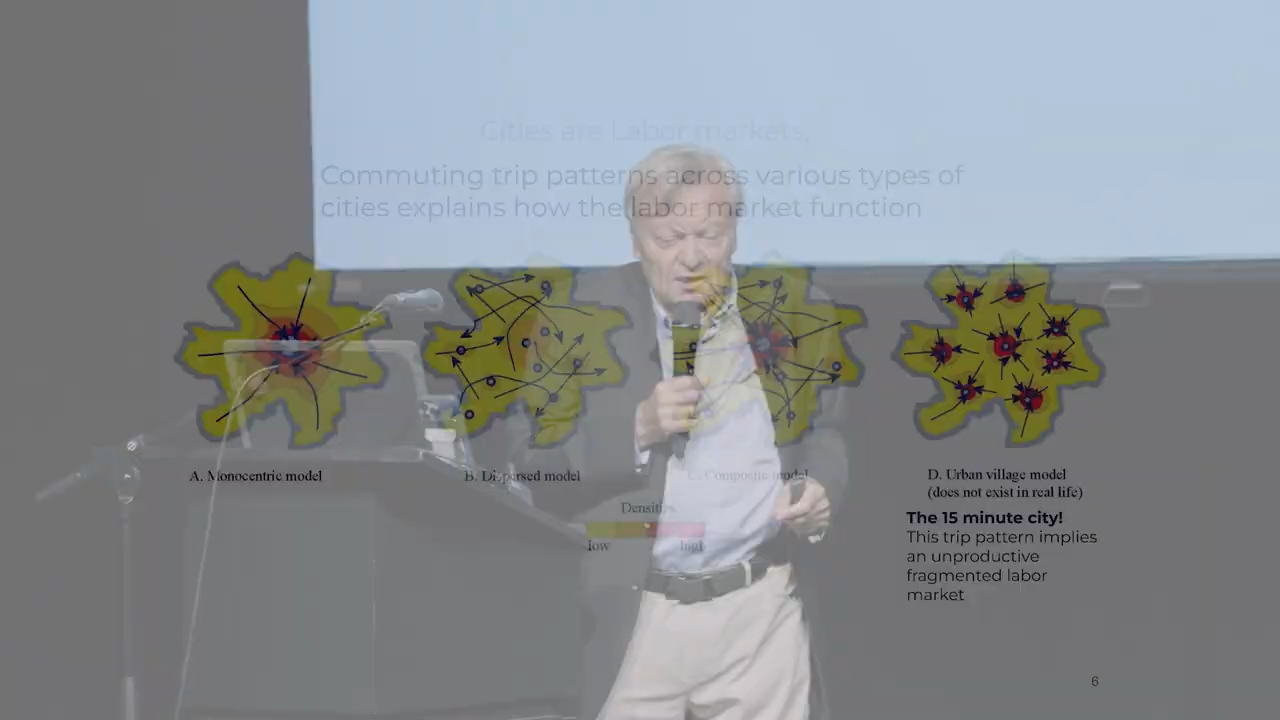 Cities are Labor markets,
Commuting trip patterns across various types of
cities explains how the labor market function
A. Monocentric model
B. Dispersed model
C. Composite model
D. Urban village model
(does not exist in real life)
The 15 minute city!
This trip pattern implies
an unproductive
fragmented labor
market
Densities
low
high
6